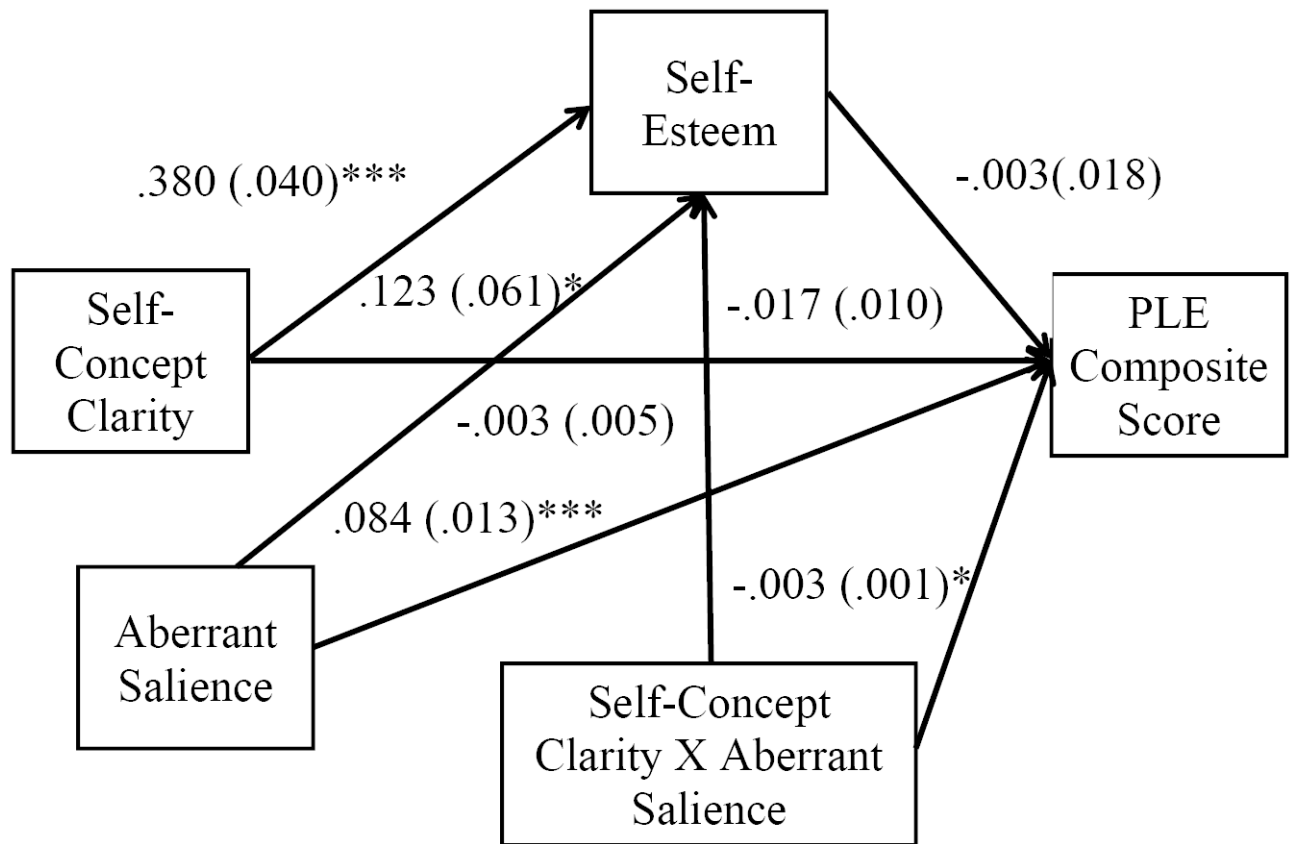 Self-
Esteem
.380 (.040)***
-.003(.018)
Self-
Concept
Clarity
.123 (.061)*
-.017 (.010)
PLE
Composite
Score
-.003 (.005)
.084 (.013)***
-.003 (.001)*
Aberrant
Salience
Self-Concept
Clarity X Aberrant
Salience